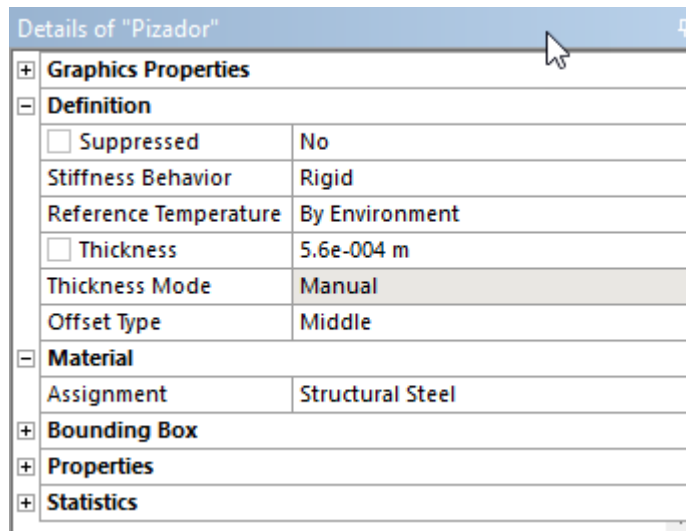 Details of "Pizador"
Graphics Properties
Definition
Suppressed No
Stiffness Behavior Rigid
Reference Temperature By Environment
Thickness 5.6e-004 m
Thickness Mode Manual
Offset Type Middle
Material
Assignment Structural Steel
Bounding Box
Properties
Statistics